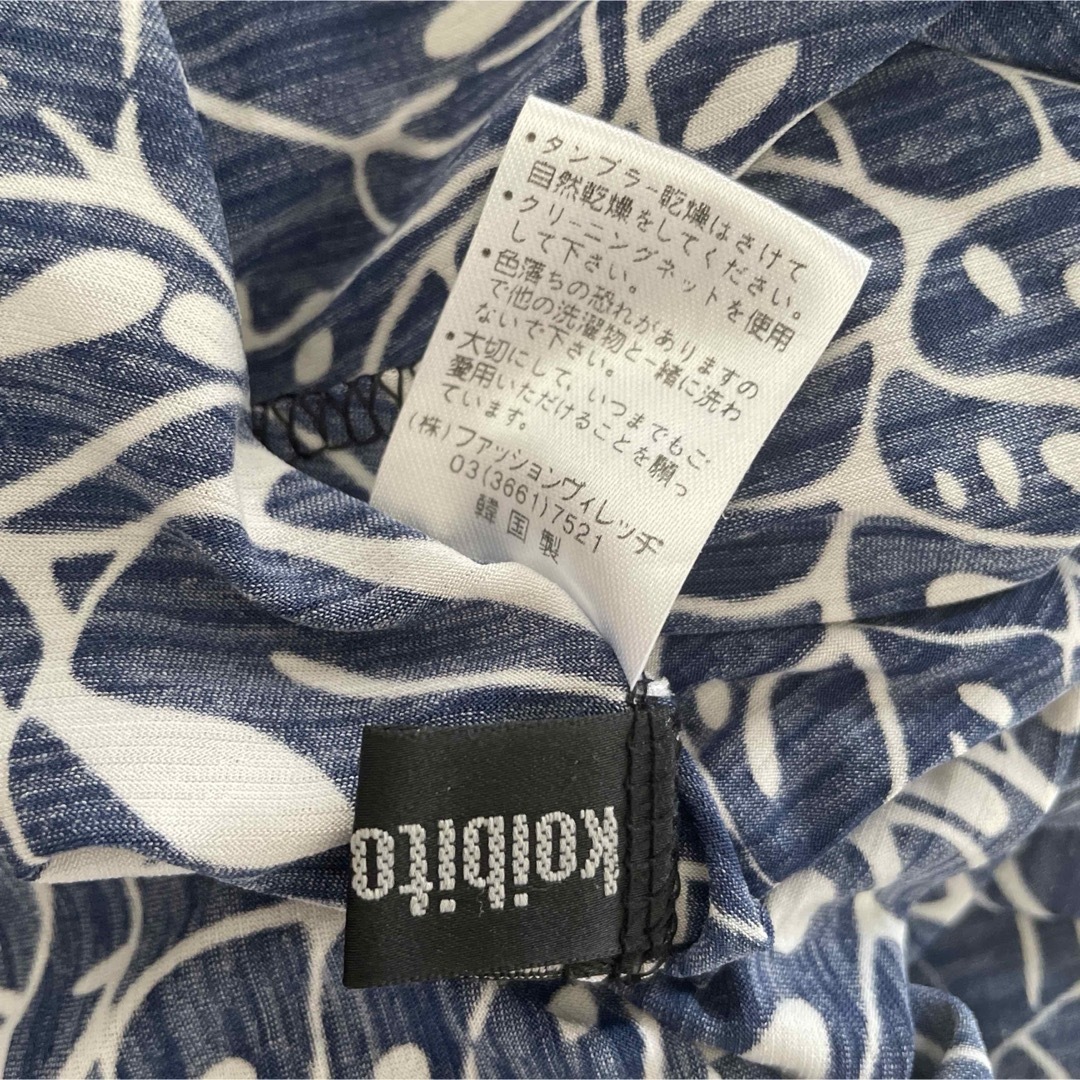 ・タンブラー乾燥はさけて
自然乾燥をしてください。
・クリーニングネットを使用
して下さい。
・色落ちの恐れがありますの
で他の洗濯物と一緒に洗わ
ないで下さい。
・大切にして、いつまでもご
愛用いただけることを願っ
ています。
(株)ファッションヴィレッヂ
03(3661)7521
韓国製
koibito